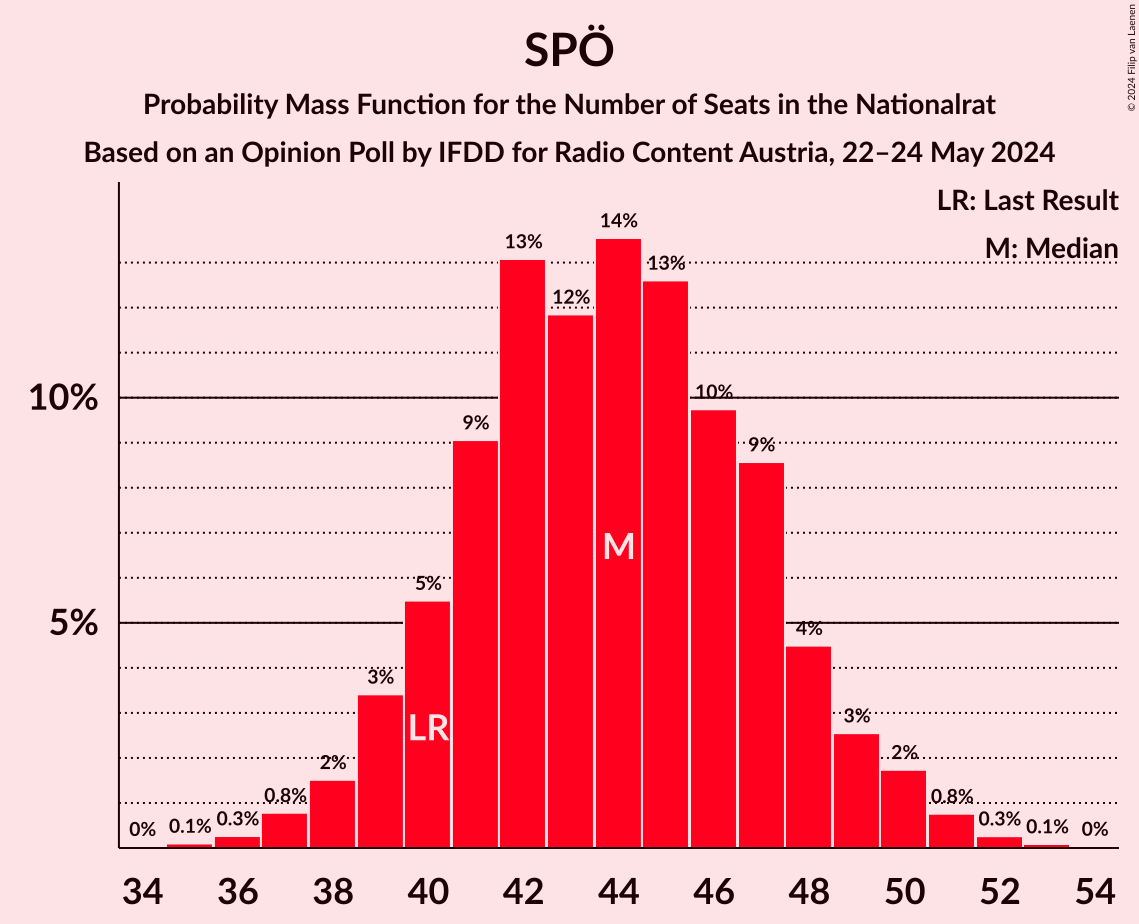 SPÖ
Probability Mass Function for the Number of Seats in the Nationalrat
Based on an Opinion Poll by IFDD for Radio Content Austria, 22–24 May 2024
© 2024 Filip van Laenen
LR: Last Result
M: Median
10%
5%
0%
0.1%
0.3%
0.8%
2%
3%
5%
9%
13%
12%
14%
13%
10%
9%
4%
3%
2%
0.8%
0.3%
0.1%
0%
LR
M
34 36 38 40 42 44 46 48 50 52 54